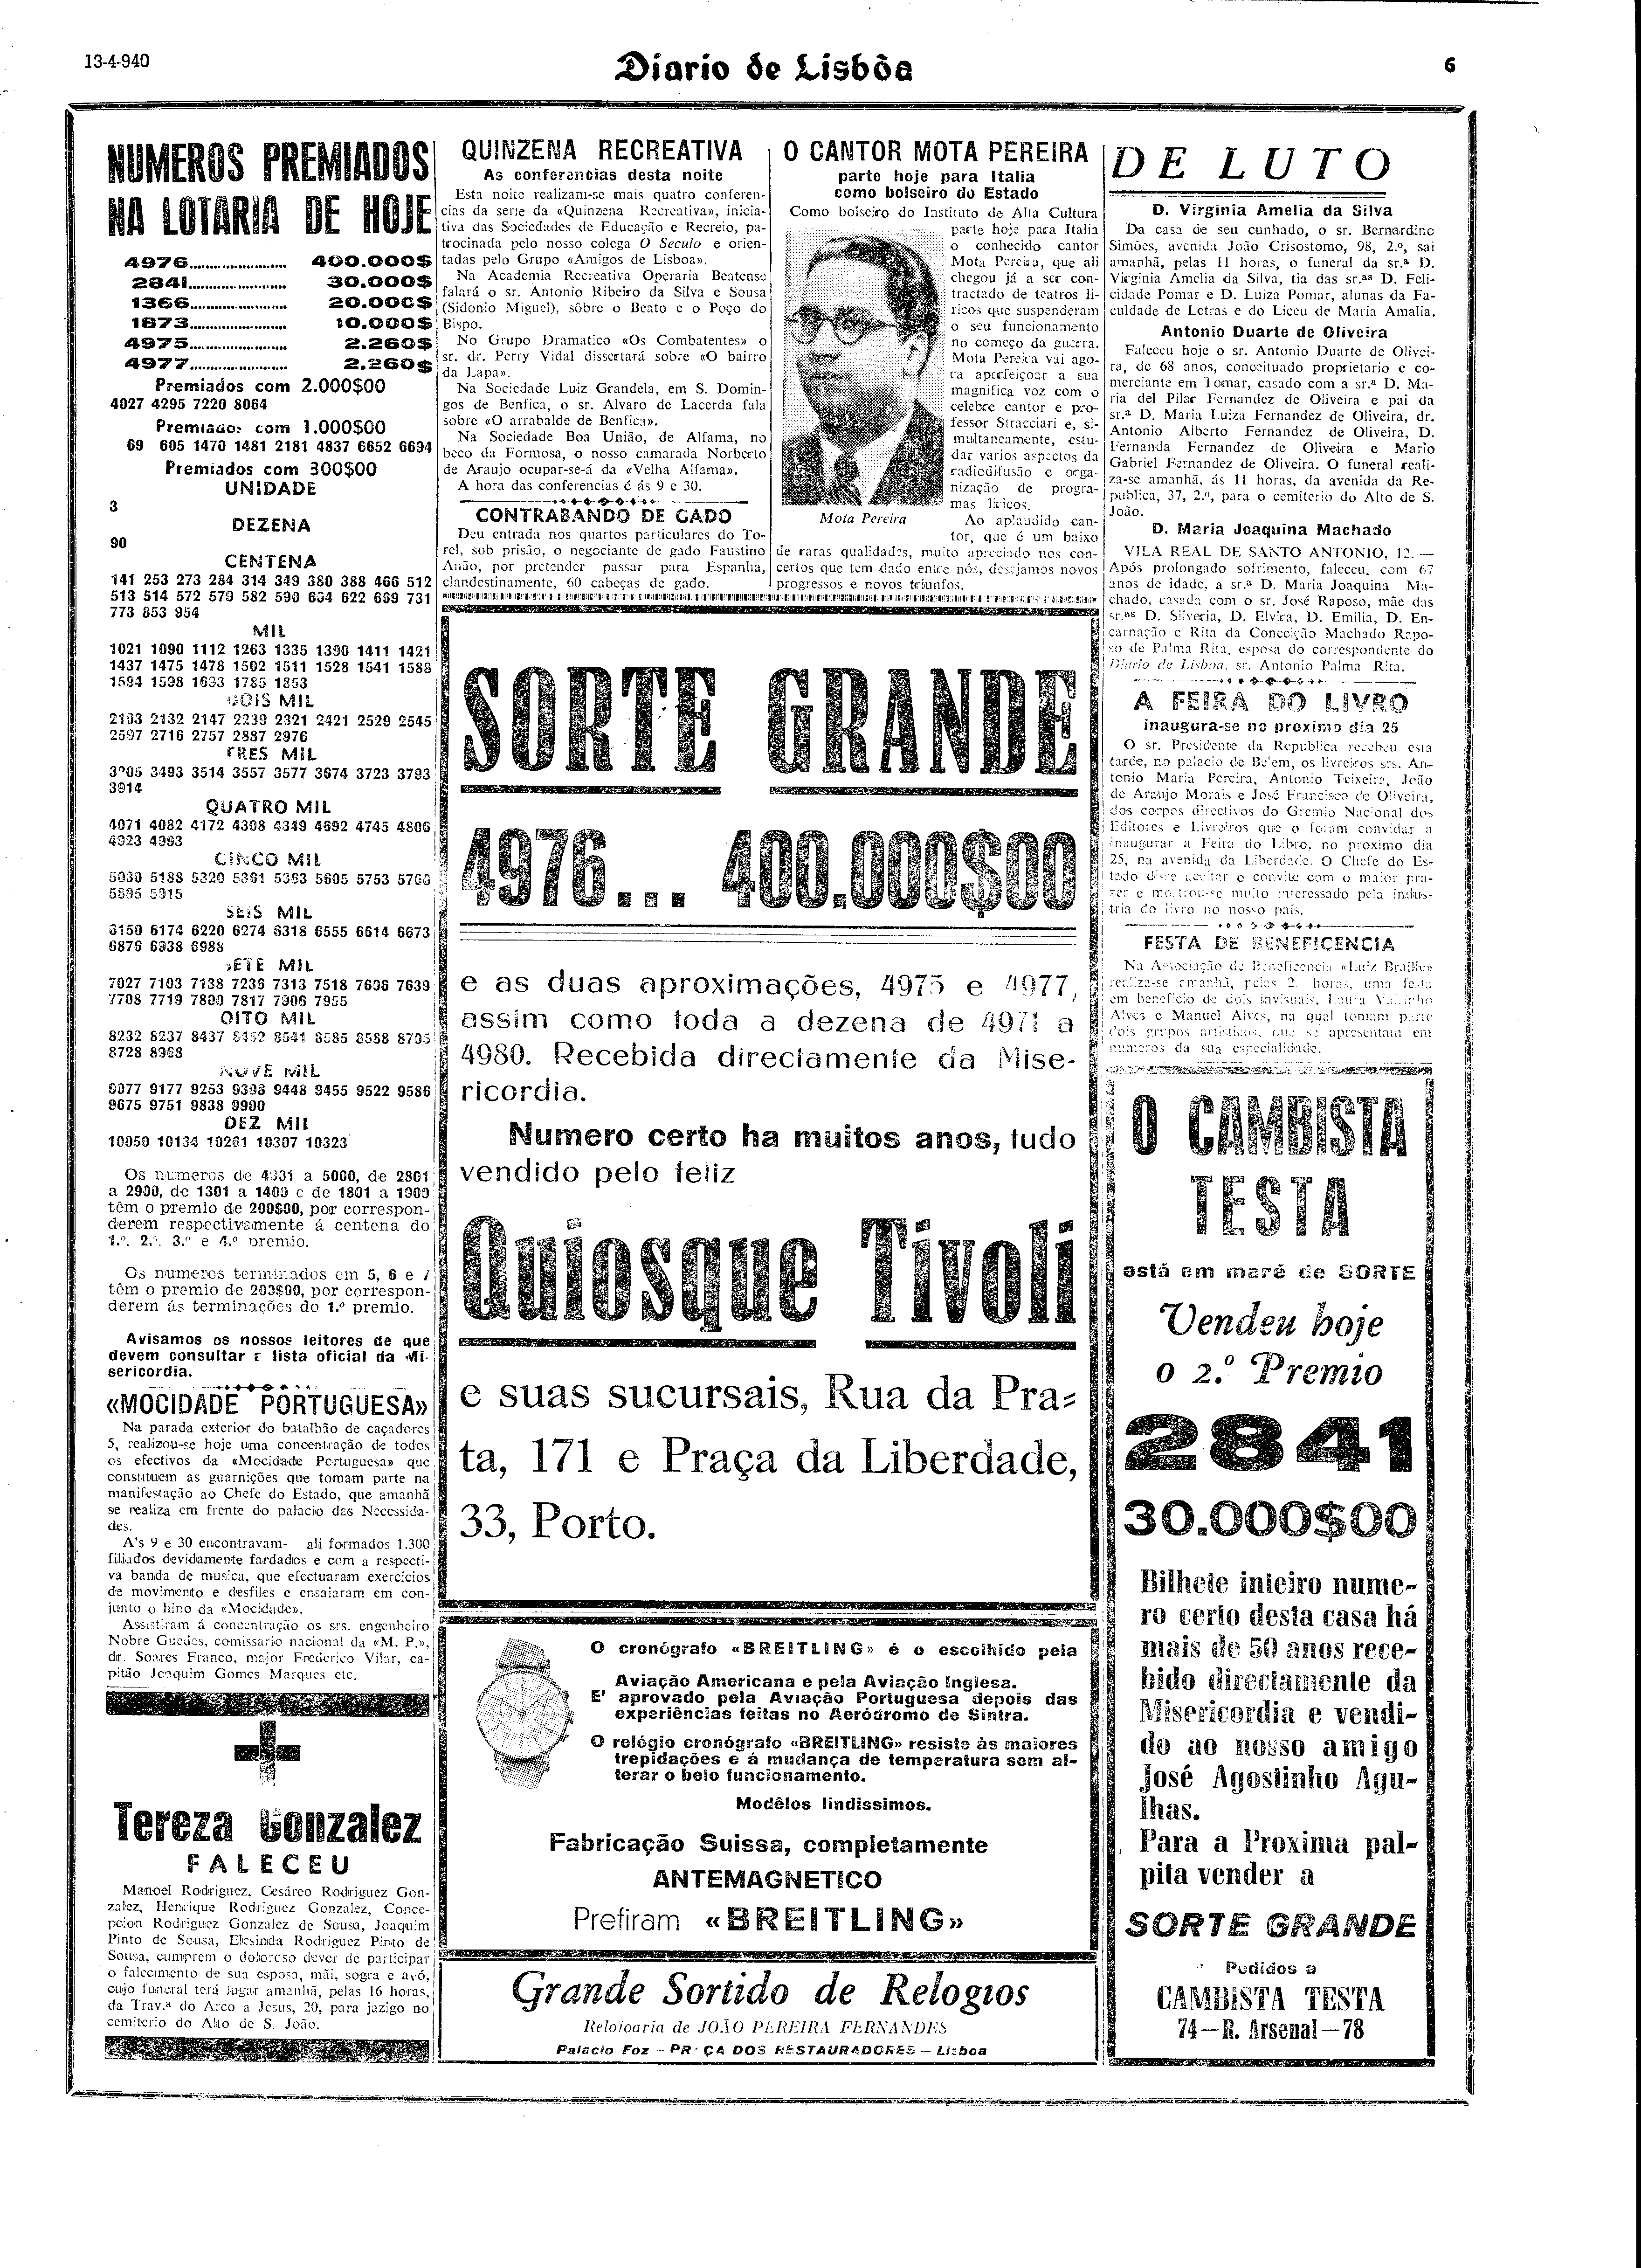 13-4-940
Diario de Lisbôa
6
NUMEROS PREMIADOS
NA LOTARIA DE HOJE
4976........................ 400.000$
2841........................ 30.000$
1366........................ 20.000$
1873........................ 10.000$
4975........................ 2.260$
4977........................ 2.260$
Premiados com 2.000$00
4027 4295 7220 8064
Premiados com 1.000$00
69 605 1470 1481 2181 4837 6652 6694
Premiados com 300$00
UNIDADE
3
DEZENA
90
CENTENA
141 253 273 284 314 349 380 388 466 512
513 514 572 579 582 590 604 622 669 731
773 853 954
MIL
1021 1090 1112 1263 1335 1390 1411 1421
1437 1475 1478 1502 1511 1528 1541 1588
1594 1598 1633 1785 1853
DOIS MIL
2103 2132 2147 2239 2321 2421 2529 2545
2597 2716 2757 2887 2976
TRES MIL
3493 3514 3557 3577 3674 3723 3793
3914
QUATRO MIL
4071 4082 4172 4308 4349 4692 4745 4806
4923 4993
CINCO MIL
5030 5188 5320 5363 5605 5753
SEIS MIL
3150 6174 6220 6274 6318 6555 6614 6673
6876 6938 6988
SETE MIL
7027 7103 7138 7236 7313 7518 7606 7639
7708 7719 7800 7817 7906 7955
OITO MIL
8232 8237 8437 8452 8541 8585 8588 8705
8728
NOVE MIL
9077 9177 9253 9393 9448 9455 9522 9586
9675 9751 9838 9900
DEZ MIL
10050 10134 10261 10307 10323
Os numeros de a 5000, de 2801
a 2900, de 1301 a 1400 e de 1801 a 1900
têm o premio de 200$00, por correspon-
derem respectivamente á centena do
1.º, 2.º, 3.º e 4.º premio.
Os numeros terminados em 5, 6 e 7
têm o premio de por correspon-
derem ás terminações do 1.º premio.
Avisamos os nossos leitores de que
devem consultar a lista oficial da Mi-
sericordia.
«MOCIDADE PORTUGUESA»
Na parada exterior do batalhão de caçadores
5, realizou-se hoje uma concentração de todos
os efectivos da «Mocidade Portuguesa» que
constituem as guarnições que tomam parte na
manifestação ao Chefe do Estado, que amanhã
se realiza em frente do palacio das Necessida-
des.
A's 9 e 30 encontravam- ali formados 1.300
filiados devidamente fardados e com a respecti-
va banda de musica, que efectuaram exercicios
de movimento e desfiles e ensaiaram em con-
junto o hino da «Mocidade».
Assistiram á concentração os srs. engenheiro
Nobre Guedes, comissario nacional da «M. P.»,
dr. Soares Franco, major Frederico Vilar, ca-
pitão Joaquim Gomes Marques etc.
Tereza Gonzalez
FALECEU
Manoel Rodriguez, Cesáreo Rodriguez Gon-
zalez, Henrique Rodriguez Gonzalez, Conce-
pcion Rodriguez Gonzalez de Sousa, Joaquim
Pinto de Sousa, Elesinda Rodriguez Pinto de
Sousa, cumprem o doloroso dever de participar
o falecimento de sua esposa, mãi, sogra e avó,
cujo funeral terá lugar amanhã, pelas 16 horas,
da Trav.ª do Arco a Jesus, 20, para jazigo no
cemiterio do Alto de S. João.
QUINZENA RECREATIVA
As conferencias desta noite
Esta noite realizam-se mais quatro conferen-
cias da serie da «Quinzena Recreativa», inicia-
tiva das Sociedades de Educação e Recreio, pa-
trocinada pelo nosso colega O Seculo e orien-
tadas pelo Grupo «Amigos de Lisboa».
Na Academia Recreativa Operaria Beatense
falará o sr. Antonio Ribeiro da Silva e Sousa
(Sidonio Miguel), sôbre o Beato e o Poço do
Bispo.
No Grupo Dramatico «Os Combatentes» o
sr. dr. Perry Vidal dissertará sobre «O bairro
da Lapa».
Na Sociedade Luiz Grandela, em S. Domin-
gos de Benfica, o sr. Alvaro de Lacerda fala
sobre «O arrabalde de Benfica».
Na Sociedade Boa União, de Alfama, no
beco da Formosa, o nosso camarada Norberto
de Araujo ocupar-se-á da «Velha Alfama».
A hora das conferencias é ás 9 e 30.
CONTRABANDO DE GADO
Deu entrada nos quartos particulares do To-
rel, sob prisão, o negociante de gado Faustino
Anão, por pretender passar para Espanha,
clandestinamente, 60 cabeças de gado.
O CANTOR MOTA PEREIRA
parte hoje para Italia
como bolseiro do Estado
Como bolseiro do Instituto de Alta Cultura
parte hoje para Italia
o conhecido cantor
Mota Pereira, que ali
chegou já a ser con-
tractado de teatros li-
ricos que suspenderam
o seu funcionamento
no começo da guerra.
Mota Pereira vai ago-
ra aperfeiçoar a sua
magnifica voz com o
celebre cantor e pro-
fessor Stracciari e, si-
multaneamente, estu-
dar varios aspectos da
radiodifusão e orga-
nização de progra-
mas liricos.
Ao aplaudido can-
tor, que é um baixo
de raras qualidades, muito apreciado nos con-
certos que tem dado entre nós, desejamos novos
progressos e novos triunfos.
Mota Pereira
SORTE GRANDE
4976... 400.000$00
e as duas aproximações, 4975 e 4977,
assim como toda a dezena de 4971 a
4980. Recebida directamente da Mise-
ricordia.
Numero certo ha muitos anos, tudo
vendido pelo feliz
Quiosque Tivoli
e suas sucursais, Rua da Pra-
ta, 171 e Praça da Liberdade,
33, Porto.
O cronógrafo «BREITLING» é o escolhido pela
Aviação Americana e pela Aviação Inglesa.
E' aprovado pela Aviação Portuguesa depois das
experiências feitas no Aeródromo de Sintra.
O relógio cronógrafo «BREITLING» resiste às maiores
trepidações e á mudança de temperatura sem al-
terar o belo funcionamento.
Modêlos lindissimos.
Fabricação Suissa, completamente
ANTEMAGNETICO
Prefiram «BREITLING»
Grande Sortido de Relogios
Relojoaria de JOÃO PEREIRA FERNANDES
Palacio Foz - PRAÇA DOS RESTAURADORES - Lisboa
DE LUTO
D. Virginia Amelia da Silva
Da casa de seu cunhado, o sr. Bernardino
Simões, avenida João Crisostomo, 98, 2.º, sai
amanhã, pelas 11 horas, o funeral da sr.ª D.
Virginia Amelia da Silva, tia das sr.as D. Feli-
cidade Pomar e D. Luiza Pomar, alunas da Fa-
culdade de Letras e do Liceu de Maria Amalia.
Antonio Duarte de Oliveira
Faleceu hoje o sr. Antonio Duarte de Olivei-
ra, de 68 anos, conceituado proprietario e co-
merciante em Tomar, casado com a sr.ª D. Ma-
ria del Pilar Fernandez de Oliveira e pai da
sr.ª D. Maria Luiza Fernandez de Oliveira, dr.
Antonio Alberto Fernandez de Oliveira, D.
Fernanda Fernandez de Oliveira e Mario
Gabriel Fernandez de Oliveira. O funeral reali-
za-se amanhã, ás 11 horas, da avenida da Re-
publica, 37, 2.º, para o cemiterio do Alto de S.
João.
D. Maria Joaquina Machado
VILA REAL DE SANTO ANTONIO, 12. —
Após prolongado sofrimento, faleceu, com 67
anos de idade, a sr.ª D. Maria Joaquina Ma-
chado, casada com o sr. José Raposo, mãe das
sr.as D. Silveria, D. Elvira, D. Emilia, D. En-
carnação e Rita da Conceição Machado Rapo-
so de Palma Rita, esposa do correspondente do
Diario de Lisboa, sr. Antonio Palma Rita.
A FEIRA DO LIVRO
inaugura-se no proximo dia 25
O sr. Presidente da Republica recebeu esta
tarde, no palacio de Belem, os livreiros srs. An-
tonio Maria Pereira, Antonio Teixeira, João
de Araujo Morais e José Francisco de Oliveira,
dos corpos directivos do Gremio Nacional dos
Editores e Livreiros que o foram convidar a
inaugurar a Feira do Libro, no proximo dia
25, na avenida da Liberdade. O Chefe do Es-
tado disse aceitar o convite com o maior pra-
zer e mostrou-se muito interessado pela indus-
tria do livro no nosso país.
FESTA DE BENEFICENCIA
Na Associação de Beneficencia «Luiz Braille»
realiza-se amanhã, pelas horas, uma festa
em beneficio de dois invisuais, Laura
Alves e Manuel Alves, na qual tomam parte
dois grupos artisticos, que se apresentam em
numeros da sua especialidade.
O CAMBISTA
TESTA
está em maré de SORTE
Vendeu hoje
o 2.º Premio
2841
30.000$00
Bilhete inteiro nume-
ro certo desta casa há
mais de 50 anos rece-
bido directamente da
Misericordia e vendi-
do ao nosso amigo
José Agostinho Agu-
lhas.
Para a Proxima pal-
pita vender a
SORTE GRANDE
Pedidos a
CAMBISTA TESTA
74—R. Arsenal—78